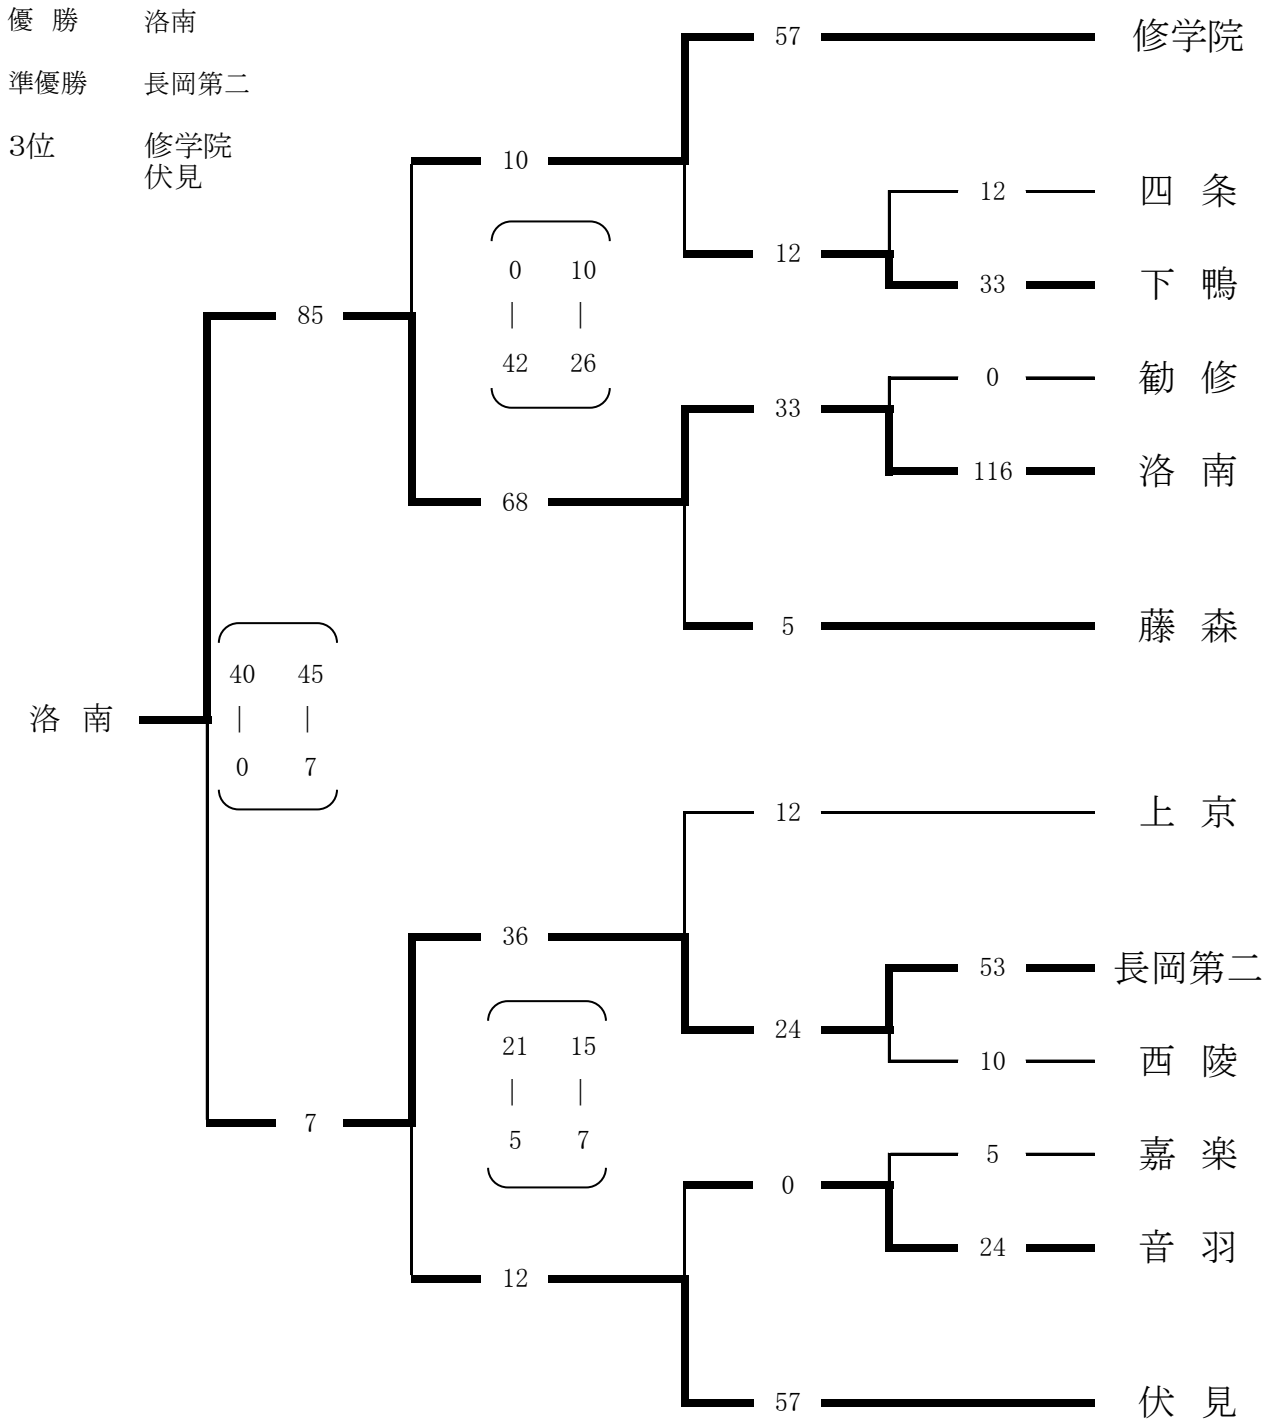 優 勝 洛南
準優勝 長岡第二
3位 修学院
伏見
57 修学院
10
12 四 条
12
33 下 鴨
0 10
| |
42 26
85
0 勧 修
33
116 洛 南
68
5 藤 森
40 45
| |
0 7
洛 南
12 上 京
36
53 長岡第二
24
10 西 陵
21 15
| |
5 7
7
5 嘉 楽
0
24 音 羽
12
57 伏 見